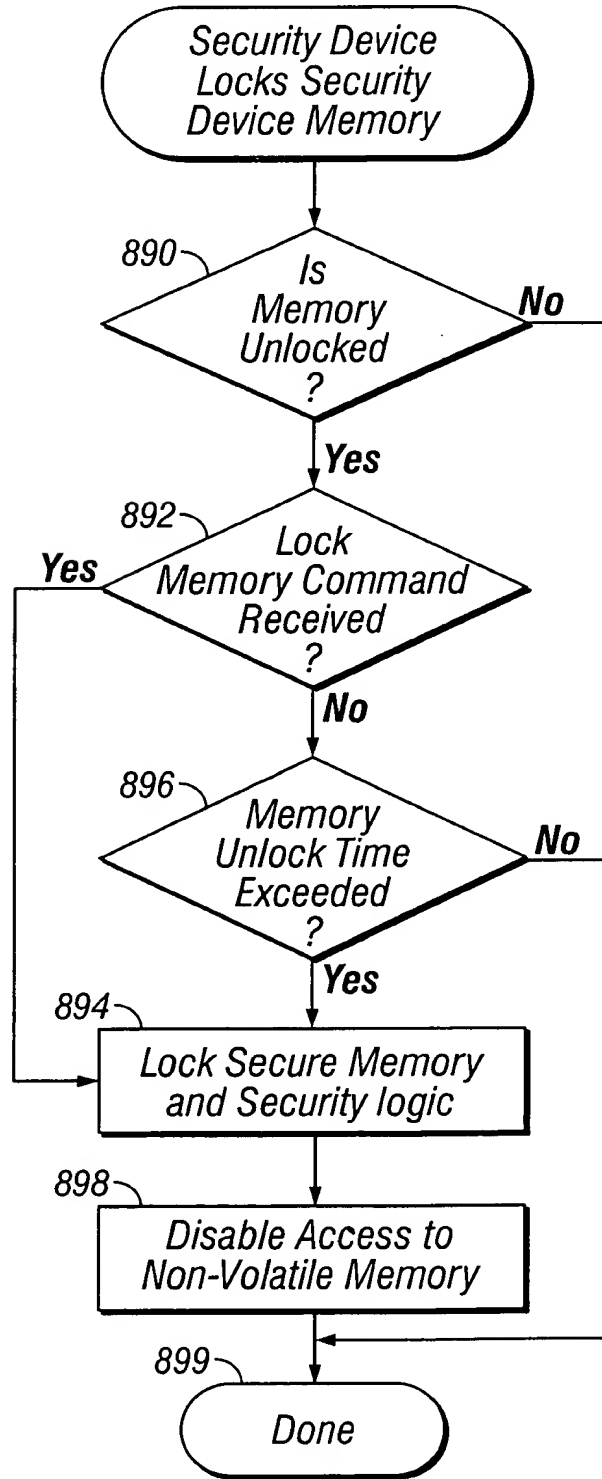 Security Device
Locks Security
Device Memory
890
Is
Memory
Unlocked
?
No
Yes
892
Lock
Memory Command
Received
?
Yes
No
896
Memory
Unlock Time
Exceeded
?
No
Yes
894
Lock Secure Memory
and Security logic
898
Disable Access to
Non-Volatile Memory
899
Done